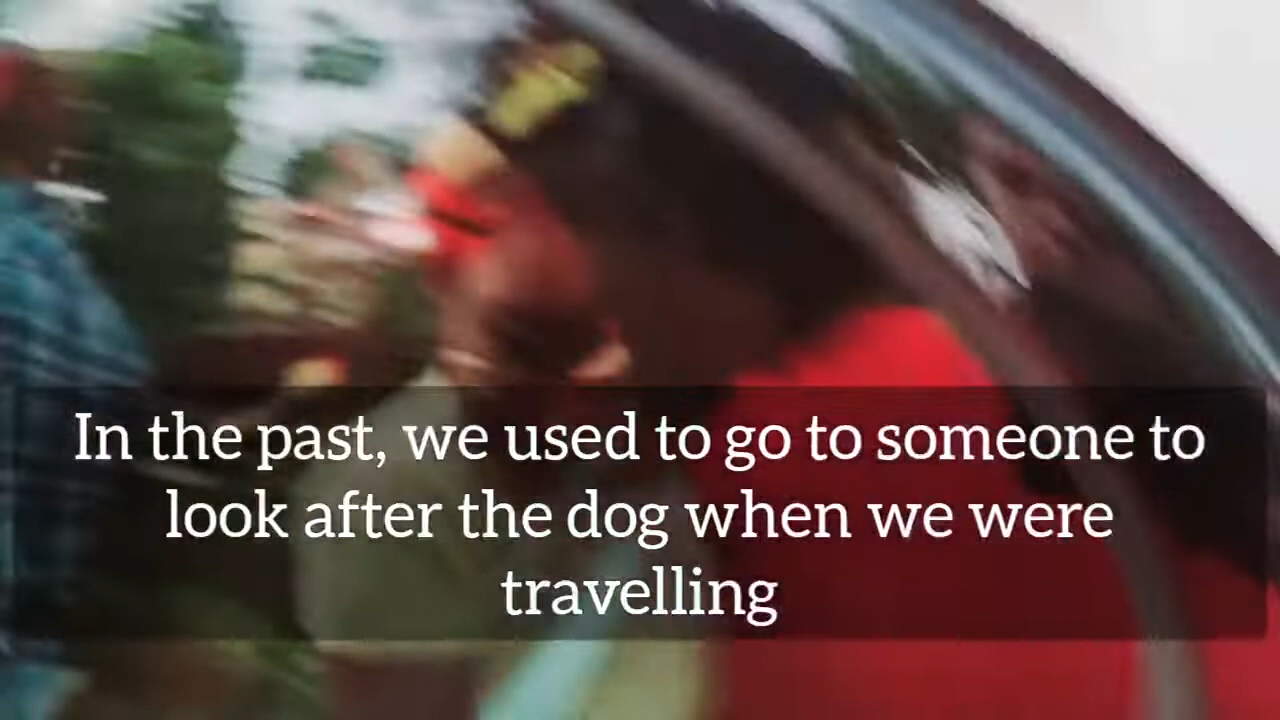 In the past, we used to go to someone to
look after the dog when we were
travelling